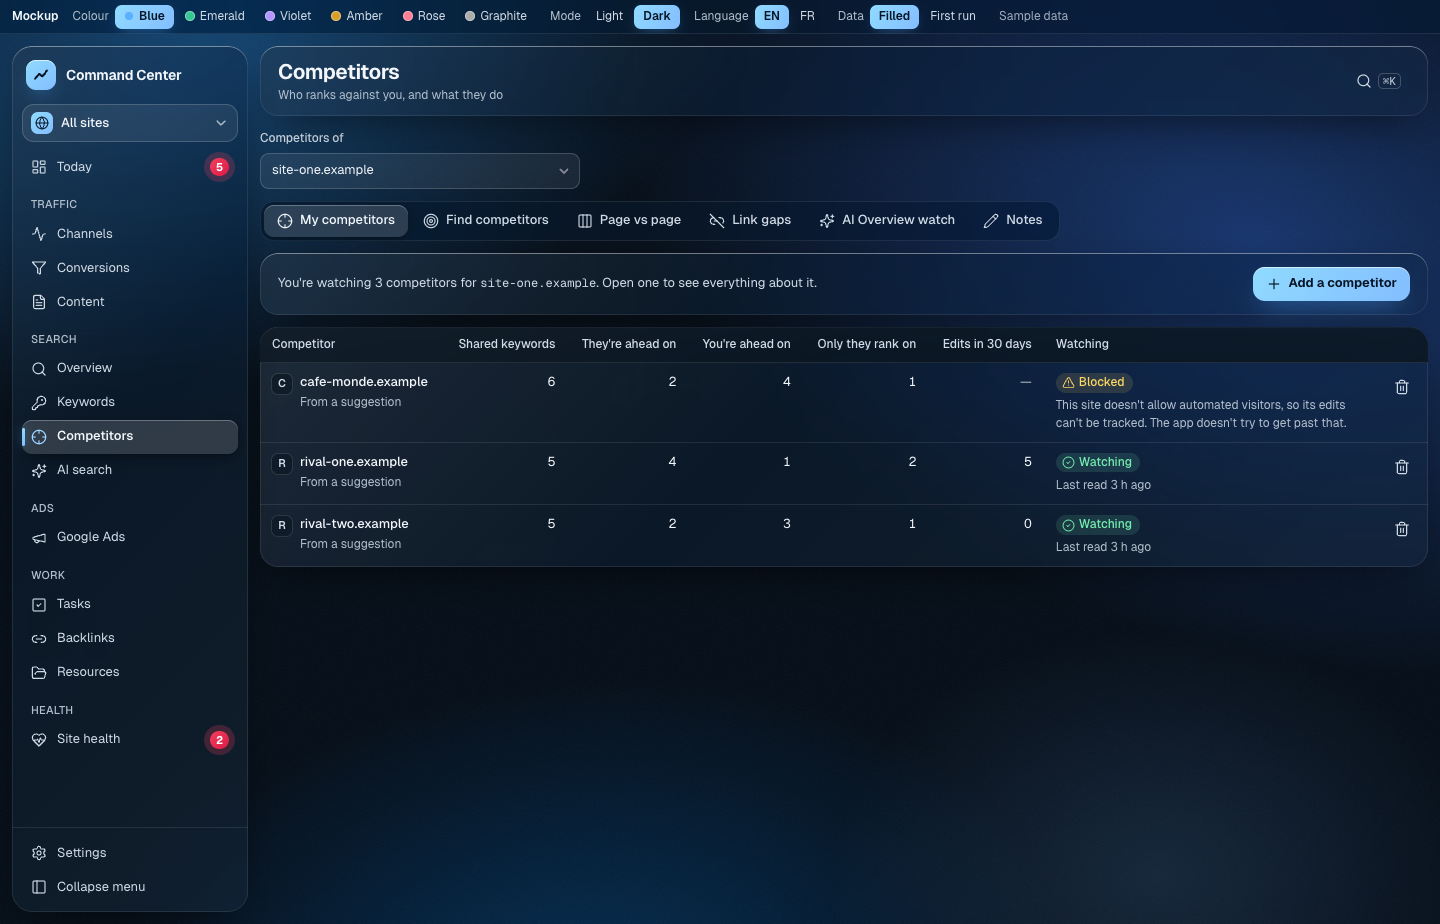 Mockup Colour Blue Emerald Violet Amber Rose Graphite Mode Light Dark Language EN FR Data Filled First run Sample data
Command Center
All sites
Today 5
TRAFFIC
Channels
Conversions
Content
SEARCH
Overview
Keywords
Competitors
AI search
ADS
Google Ads
WORK
Tasks
Backlinks
Resources
HEALTH
Site health 2
Settings
Collapse menu
Competitors
Who ranks against you, and what they do
⌘K
Competitors of
site-one.example
My competitors Find competitors Page vs page Link gaps AI Overview watch Notes
You're watching 3 competitors for site-one.example. Open one to see everything about it.
Add a competitor
Competitor Shared keywords They're ahead on You're ahead on Only they rank on Edits in 30 days Watching
C cafe-monde.example 6 2 4 1 — Blocked
From a suggestion
This site doesn't allow automated visitors, so its edits
can't be tracked. The app doesn't try to get past that.
R rival-one.example 5 4 1 2 5 Watching
From a suggestion Last read 3 h ago
R rival-two.example 5 2 3 1 0 Watching
From a suggestion Last read 3 h ago